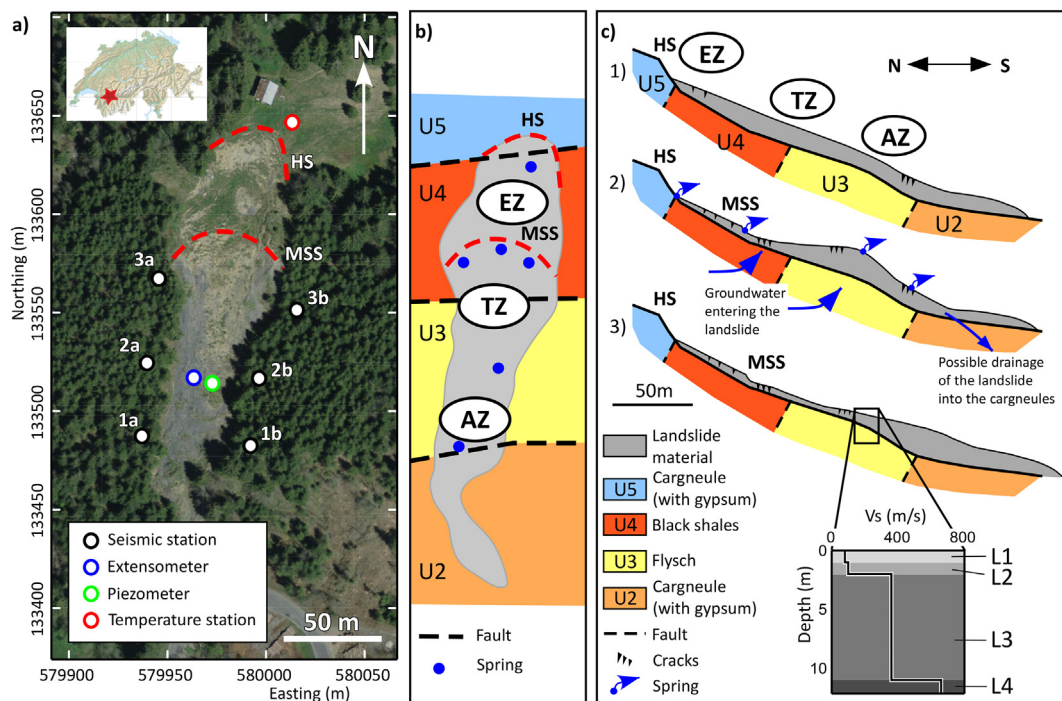 a)
N
HS
MSS
3a
3b
2a
2b
1a
1b
Northing (m)
133650
133600
133550
133500
133450
133400
Seismic station
Extensometer
Piezometer
Temperature station
50 m
579900
579950
580000
580050
Easting (m)
b)
U5
HS
U4
EZ
MSS
TZ
U3
AZ
U2
Fault
Spring
c)
HS
EZ
N
S
1)
U5
TZ
U4
AZ
U3
U2
HS
2)
MSS
Groundwater
entering the
landslide
Possible drainage
of the landslide
into the cargneules
HS
3)
MSS
50m
Landslide
material
U5
Cargneule
(with gypsum)
U4
Black shales
U3
Flysch
U2
Cargneule
(with gypsum)
Fault
Cracks
Spring
Vs (m/s)
0
400
800
Depth (m)
0
5
10
L1
L2
L3
L4